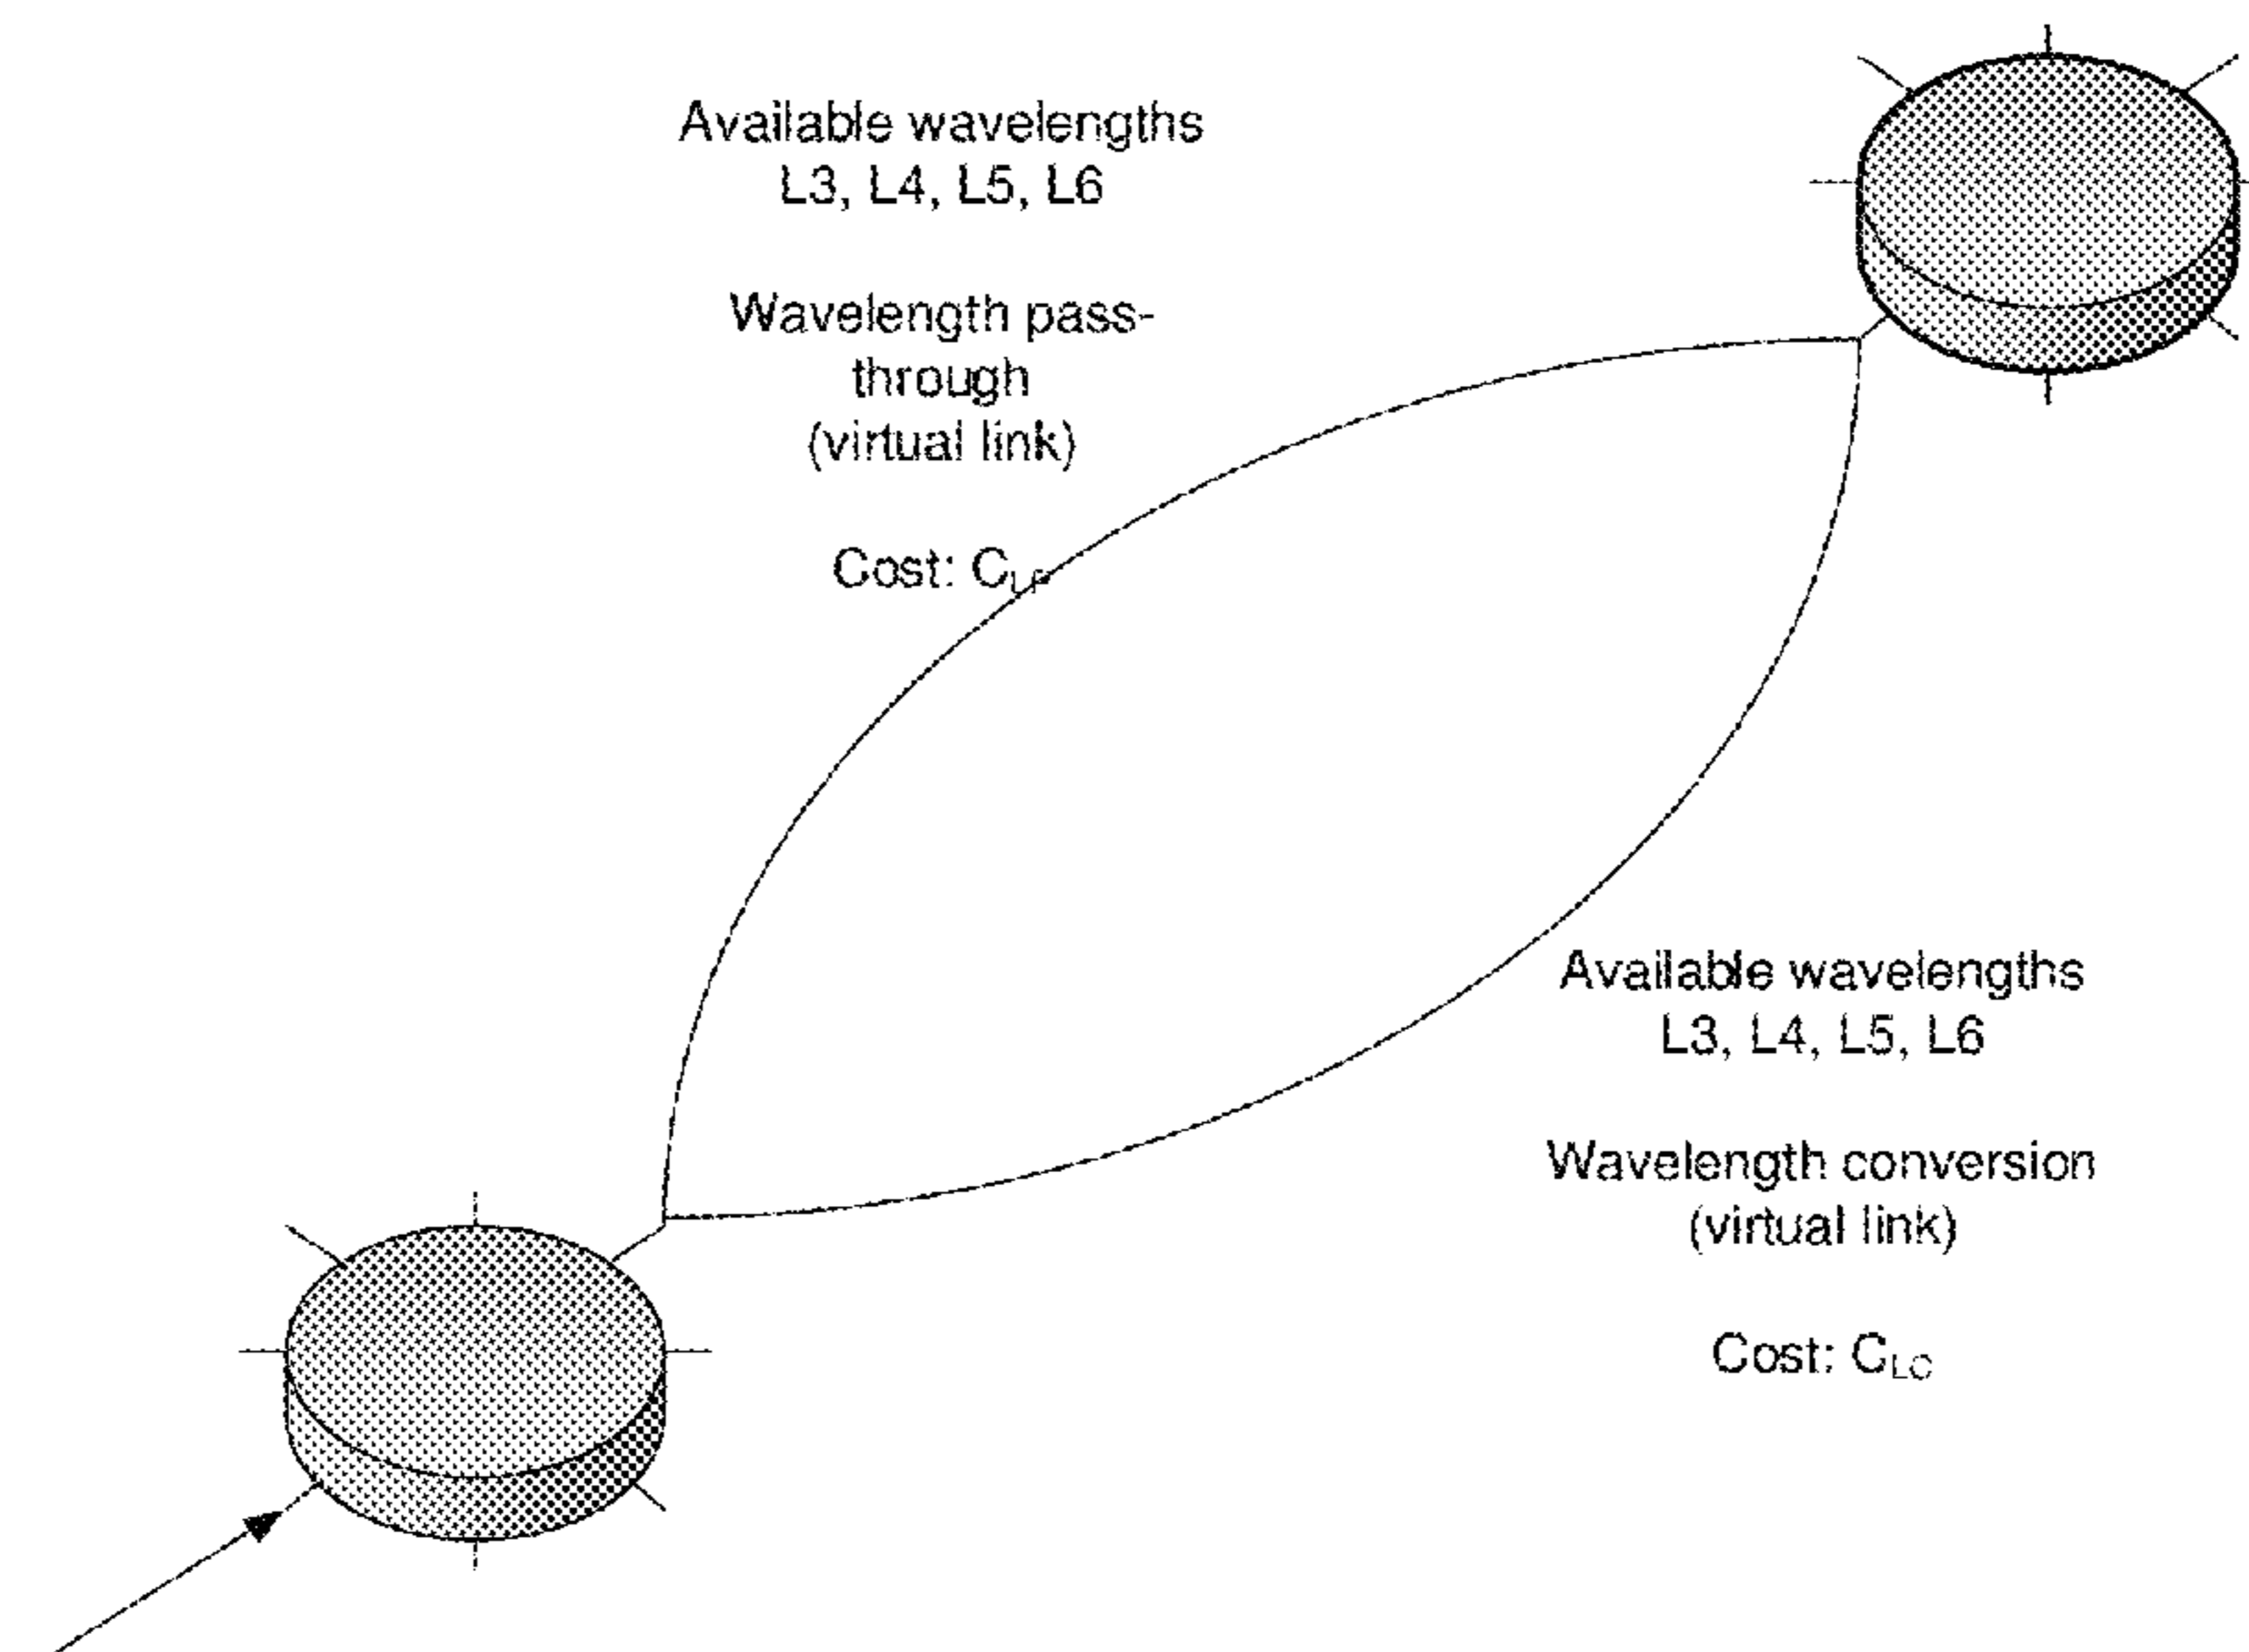 Available wavelengths
L3, L4, L5, L6
Wavelength pass-
through
(virtual link)
Cost: C
Available wavelengths
L3, L4, L5, L6
Wavelength conversion
(virtual link)
Cost: CLC